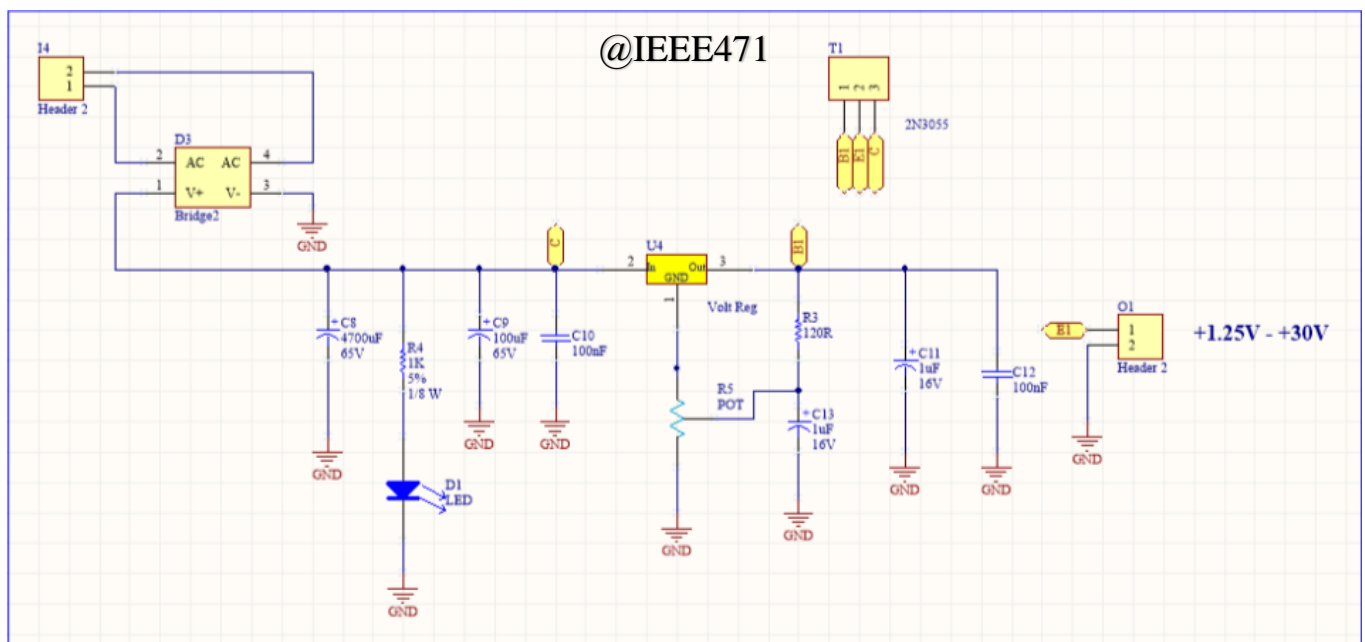 @IEEE471
I4
2
1
Header 2
T1
1 2 3
2N3055
B1 E1 C
D3
2 AC AC 4
1 V+ V- 3
Bridge2
GND
C
B1
U4
2 In Out 3
GND
1
Volt Reg
+ C8
4700uF
65V
R4
1K
5%
1/8 W
+ C9
100uF
65V
C10
100nF
R3
120R
R5
POT
+ C13
1uF
16V
+ C11
1uF
16V
C12
100nF
E1
O1
1
2
Header 2
+1.25V - +30V
D1
LED
GND
GND
GND
GND
GND
GND
GND
GND
GND